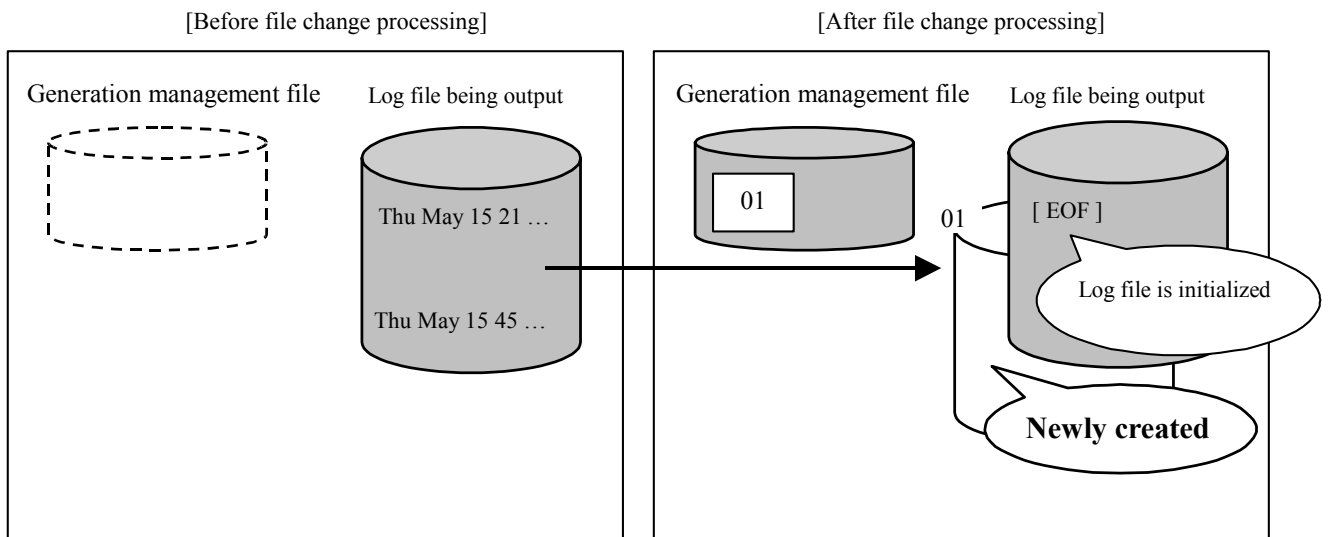 [Before file change processing]
[After file change processing]
Generation management file
Log file being output
Thu May 15 21 …
Thu May 15 45 …
Generation management file
Log file being output
01
01
[ EOF ]
Log file is initialized
Newly created